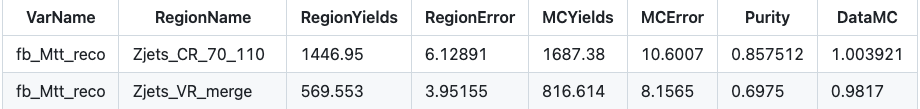 VarName RegionName RegionYields RegionError MCYields MCError Purity DataMC
fb_Mtt_reco Zjets_CR_70_110 1446.95 6.12891 1687.38 10.6007 0.857512 1.003921
fb_Mtt_reco Zjets_VR_merge 569.553 3.95155 816.614 8.1565 0.6975 0.9817